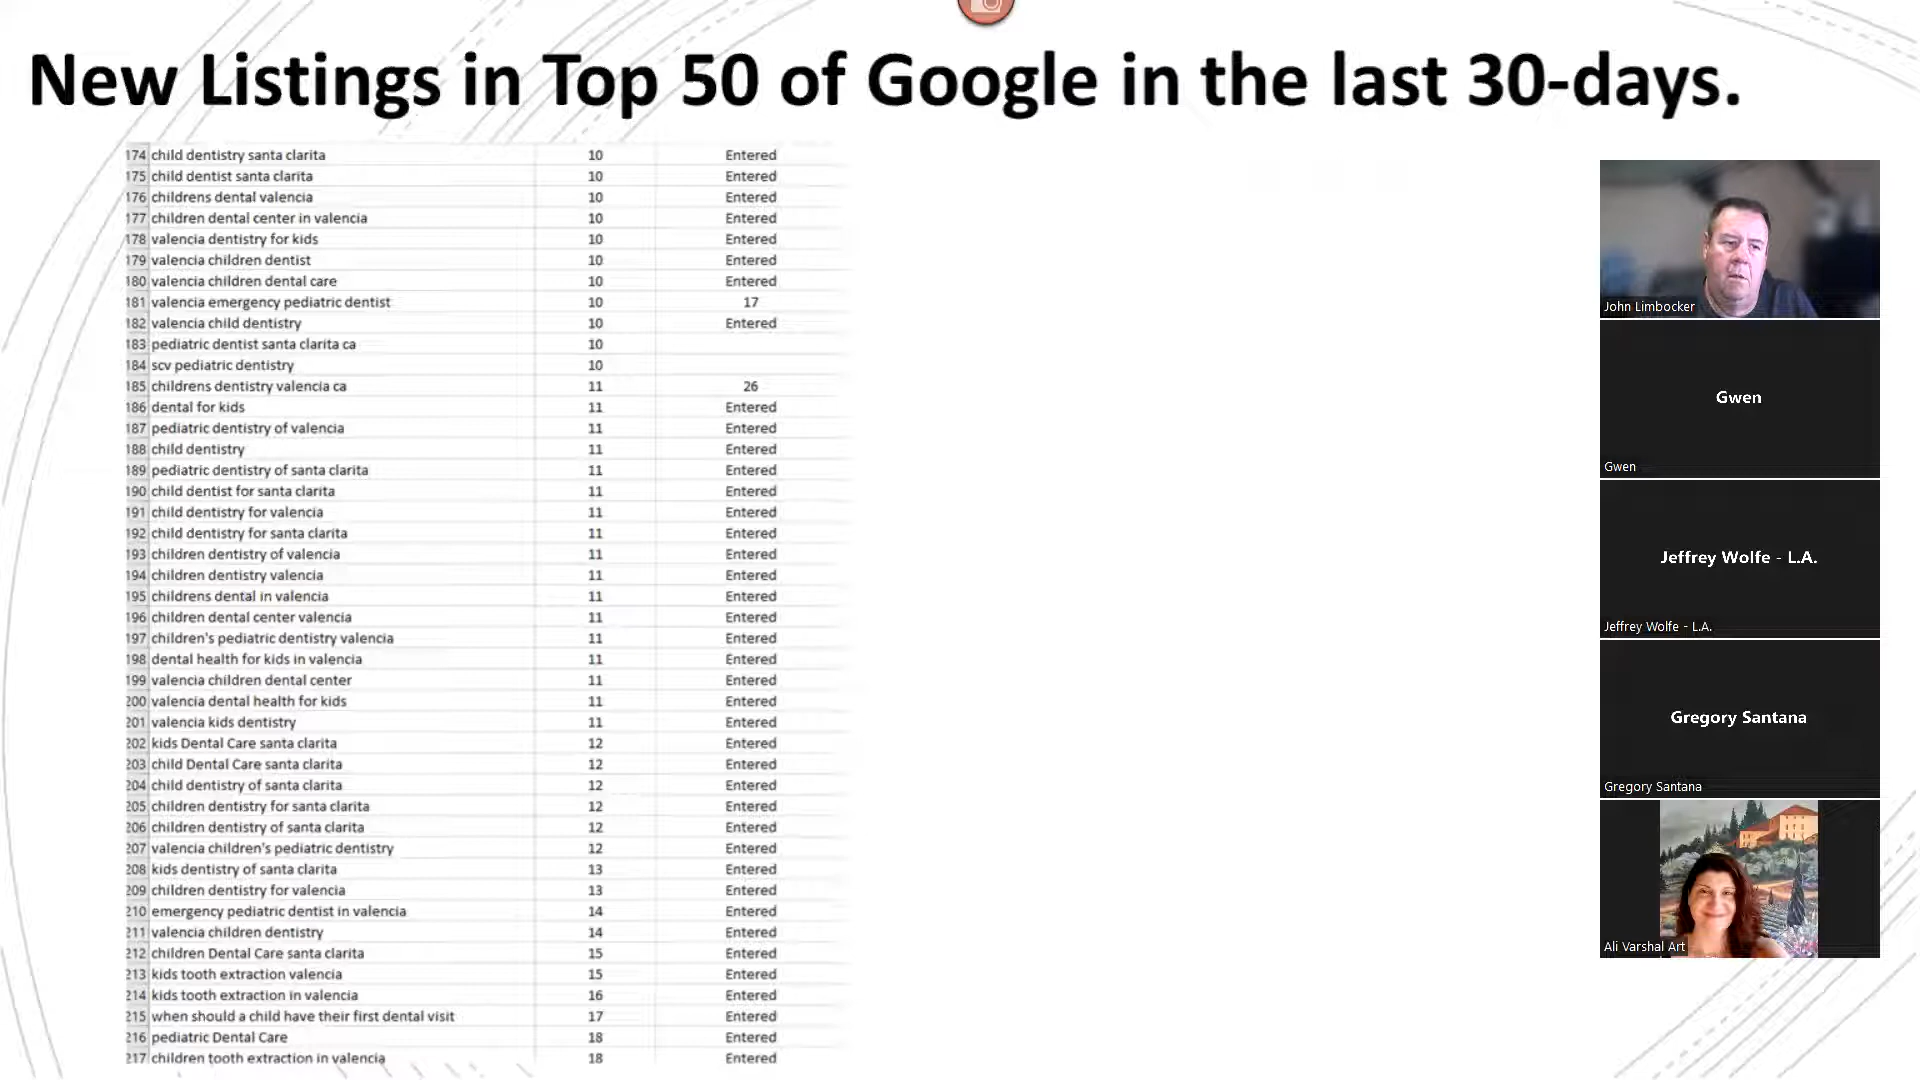 New Listings in Top 50 of Google in the last 30-days.
174 child dentistry santa clarita 10 Entered
175 child dentist santa clarita 10 Entered
176 childrens dental valencia 10 Entered
177 children dental center in valencia 10 Entered
178 valencia dentistry for kids 10 Entered
179 valencia children dentist 10 Entered
180 valencia children dental care 10 Entered
181 valencia emergency pediatric dentist 10 17
182 valencia child dentistry 10 Entered
183 pediatric dentist santa clarita ca 10
184 scv pediatric dentistry 10
185 childrens dentistry valencia ca 11 26
186 dental for kids 11 Entered
187 pediatric dentistry of valencia 11 Entered
188 child dentistry 11 Entered
189 pediatric dentistry of santa clarita 11 Entered
190 child dentist for santa clarita 11 Entered
191 child dentistry for valencia 11 Entered
192 child dentistry for santa clarita 11 Entered
193 children dentistry of valencia 11 Entered
194 children dentistry valencia 11 Entered
195 childrens dental in valencia 11 Entered
196 children dental center valencia 11 Entered
197 children's pediatric dentistry valencia 11 Entered
198 dental health for kids in valencia 11 Entered
199 valencia children dental center 11 Entered
200 valencia dental health for kids 11 Entered
201 valencia kids dentistry 11 Entered
202 kids Dental Care santa clarita 12 Entered
203 child Dental Care santa clarita 12 Entered
204 child dentistry of santa clarita 12 Entered
205 children dentistry for santa clarita 12 Entered
206 children dentistry of santa clarita 12 Entered
207 valencia children's pediatric dentistry 12 Entered
208 kids dentistry of santa clarita 13 Entered
209 children dentistry for valencia 13 Entered
210 emergency pediatric dentist in valencia 14 Entered
211 valencia children dentistry 14 Entered
212 children Dental Care santa clarita 15 Entered
213 kids tooth extraction valencia 15 Entered
214 kids tooth extraction in valencia 16 Entered
215 when should a child have their first dental visit 17 Entered
216 pediatric Dental Care 18 Entered
217 children tooth extraction in valencia 18 Entered
John Limbocker
Gwen
Gwen
Jeffrey Wolfe - L.A.
Jeffrey Wolfe - L.A.
Gregory Santana
Gregory Santana
Ali Varshal Art